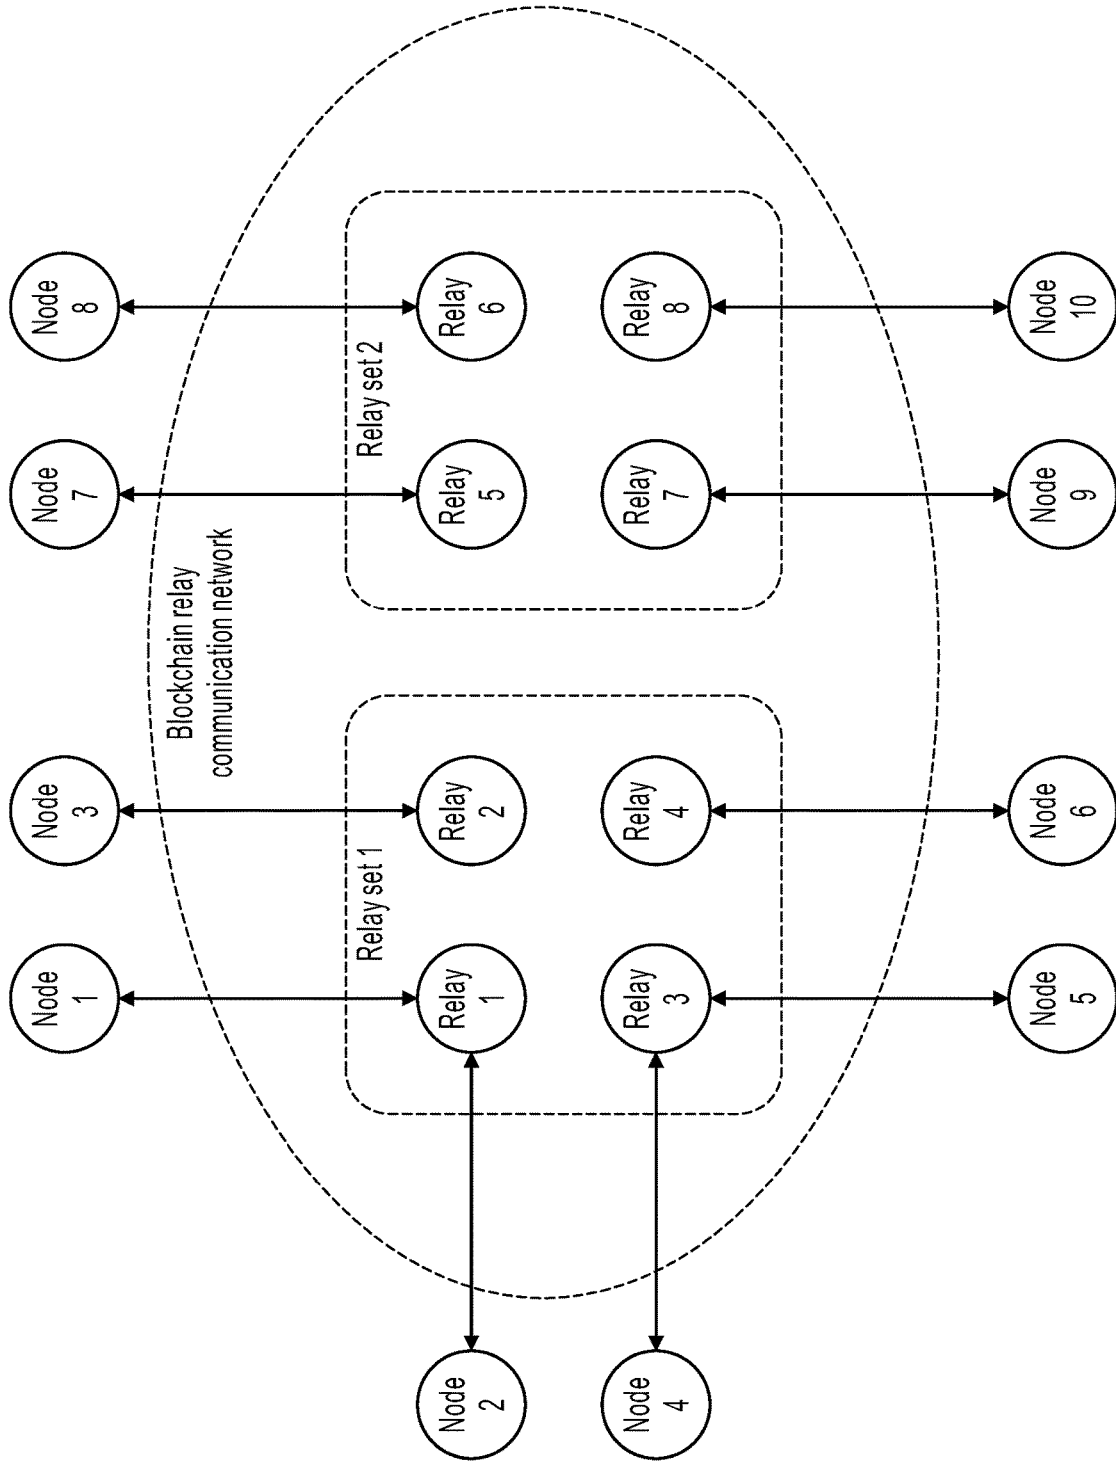 Node
1
Node
3
Node
7
Node
8
Blockchain relay
communication network
Relay set 1
Relay set 2
Node
2
Relay
1
Relay
2
Relay
5
Relay
6
Node
4
Relay
3
Relay
4
Relay
7
Relay
8
Node
5
Node
6
Node
9
Node
10